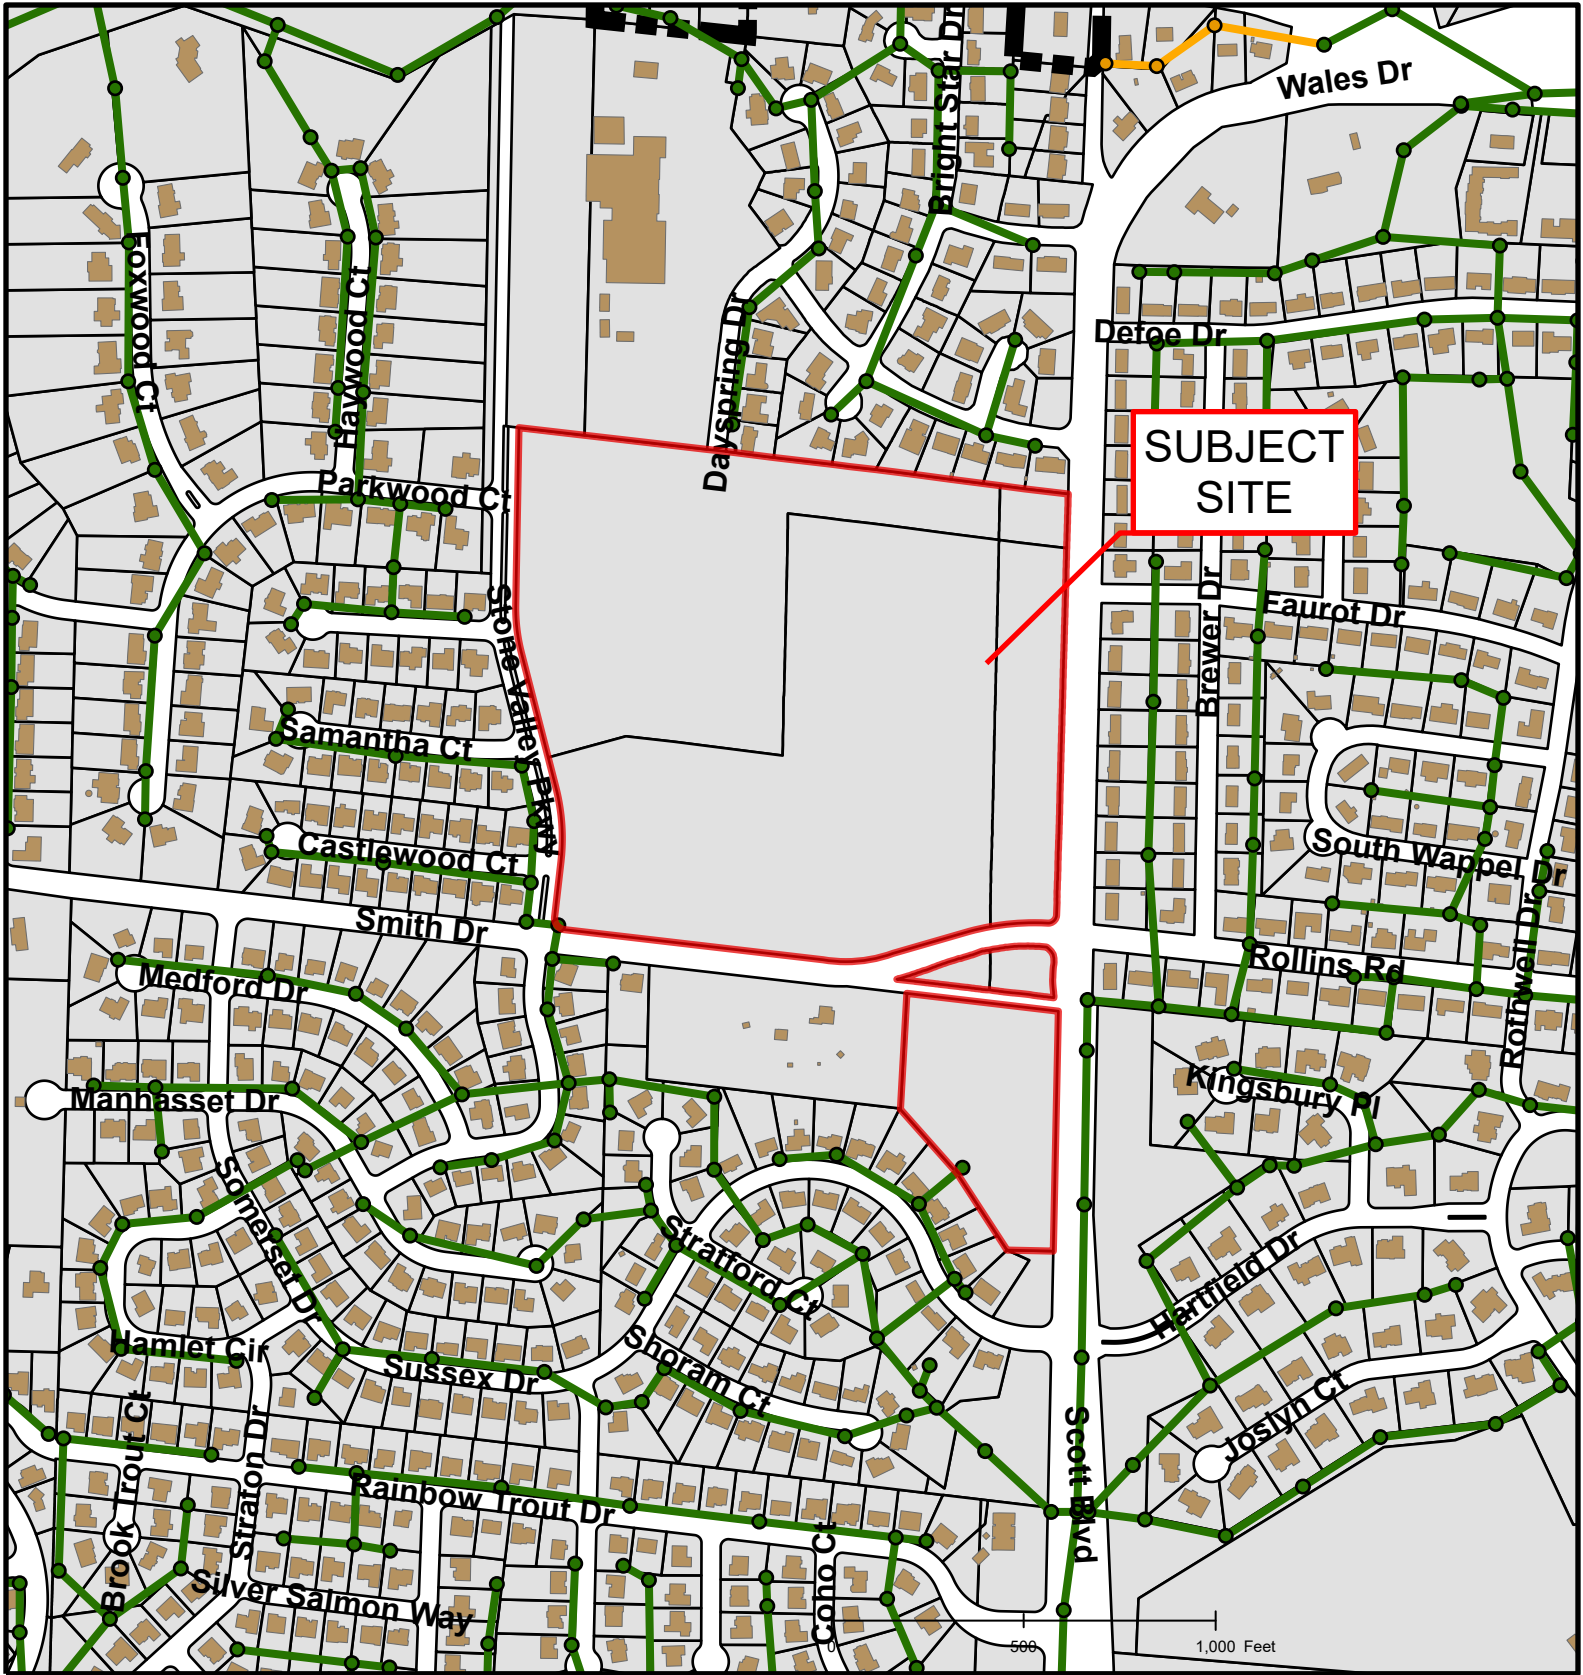 Wales Dr
Bright Star Dr
Foxwood Ct
Haywood Ct
Dayspring Dr
Defoe Dr
SUBJECT
SITE
Parkwood Ct
Stone Valley Pkwy
Brewer Dr
Faurot Dr
Samantha Ct
Castlewood Ct
South Wappel Dr
Smith Dr
Rollins Rd
Rothwell Dr
Medford Dr
Manhasset Dr
Kingsbury Pl
Somerset Dr
Strafford Ct
Hartfield Dr
Hamlet Cir
Sussex Dr
Shoram Ct
Joslyn Ct
Brook Trout Ct
Straton Dr
Scott Blvd
Rainbow Trout Dr
Coho Ct
Silver Salmon Way
0 500 1,000 Feet